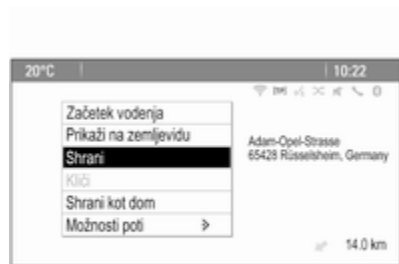 20°C 10:22
Začetek vodenja
Prikaži na zemljevidu
Shrani
Kliči
Shrani kot dom
Možnosti poti
Adam-Opel-Strasse
65428 Rüsselsheim, Germany
14.0 km